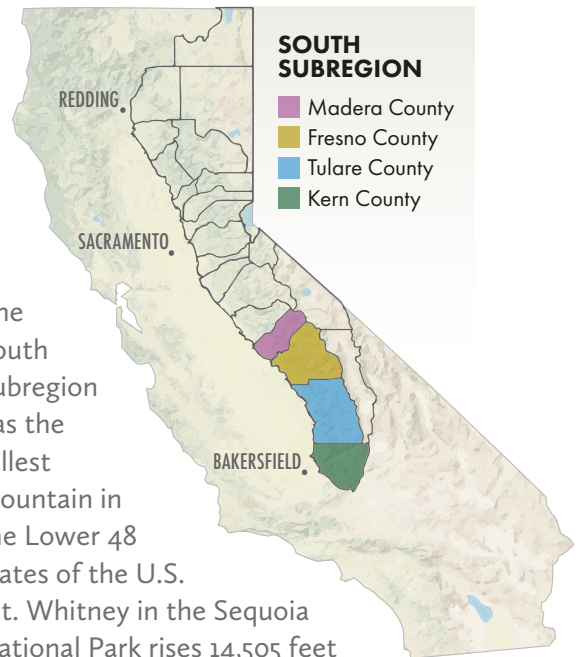 SOUTH
SUBREGION
Madera County
Fresno County
Tulare County
Kern County
REDDING
SACRAMENTO
BAKERSFIELD
he
outh
ubregion
as the
llest
ountain in
he Lower 48
ates of the U.S.
t. Whitney in the Sequoia
ational Park rises 14,505 feet